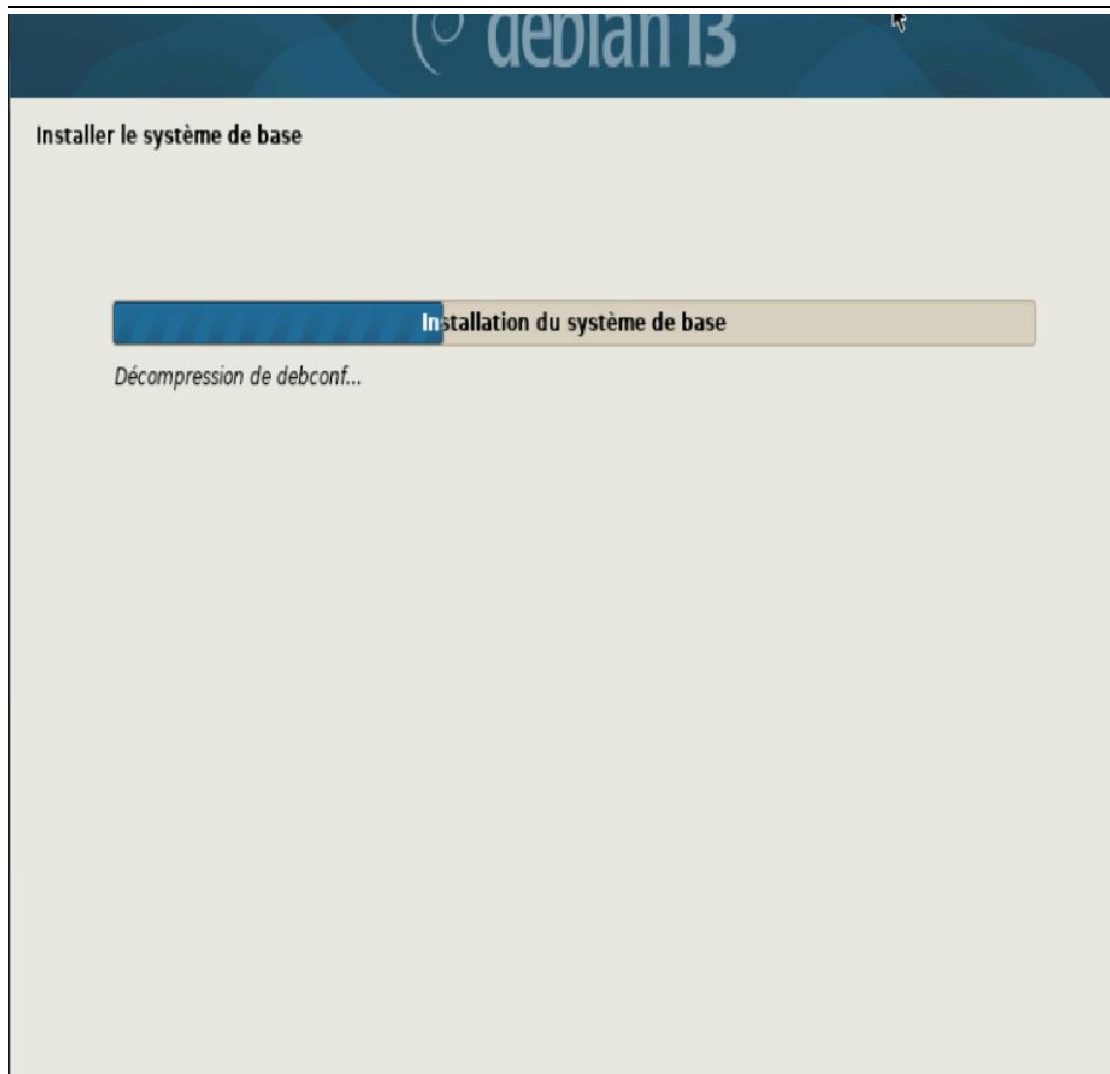 debian 13
Installer le système de base
Installation du système de base
Décompression de debconf...